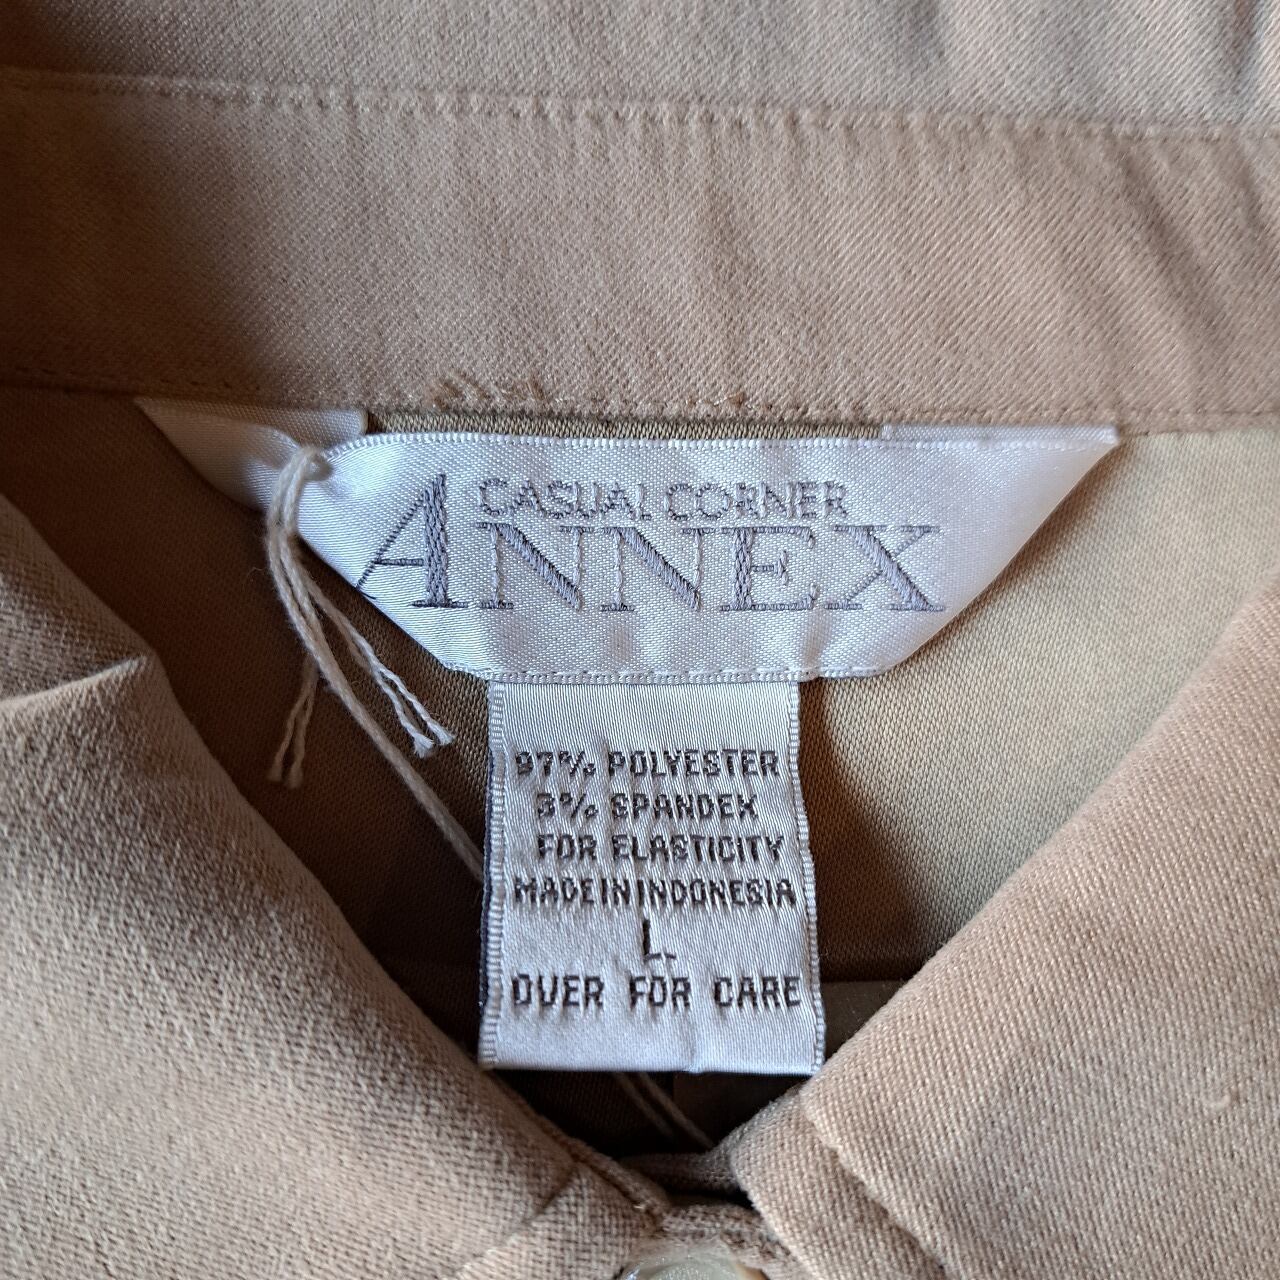 CASUAL CORNER
ANNEX
97% POLYESTER
3% SPANDEX
FOR ELASTICITY
MADE IN INDONESIA
L.
OVER FOR CARE